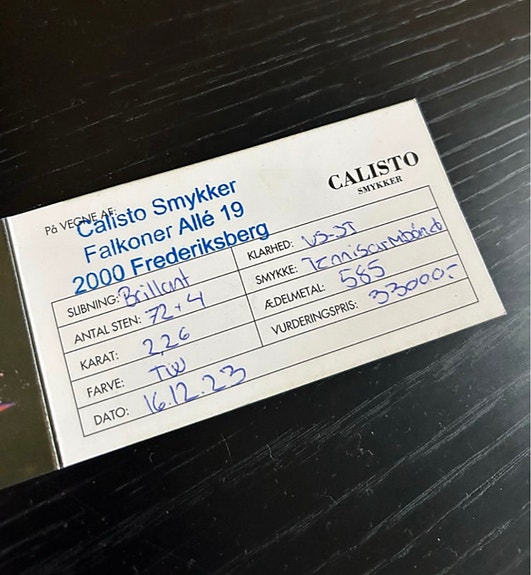 På VEGNE AF:
Calisto Smykker
Falkoner Allé 19
2000 Frederiksberg
CALISTO
SMYKKER
SLIBNING: Brillant
ANTAL STEN: 72+4
KARAT: 2,26
FARVE: TW
DATO: 16.12.23
KLARHED: VS-SI
SMYKKE: Tennisarmbånd
ÆDELMETAL: 585
VURDERINGSPRIS: 33000.-